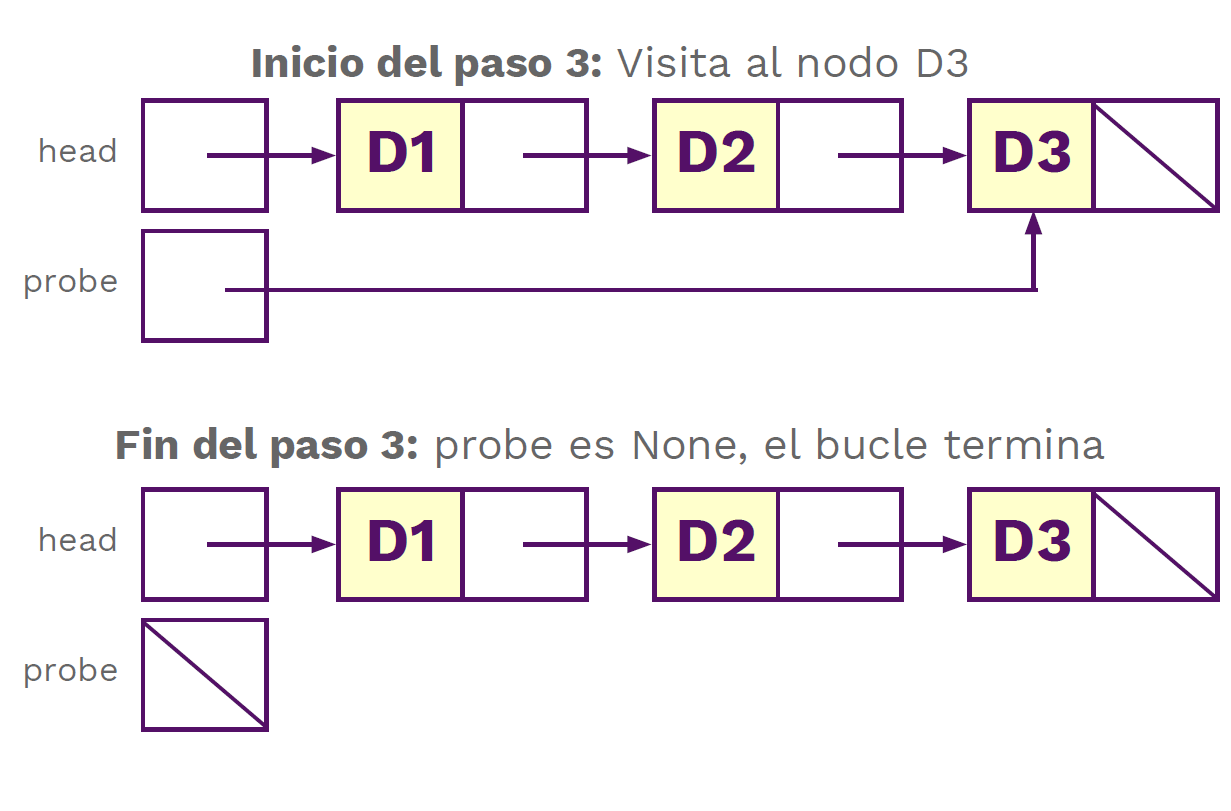 Inicio del paso 3: Visita al nodo D3
head D1 D2 D3
probe
Fin del paso 3: probe es None, el bucle termina
head D1 D2 D3
probe